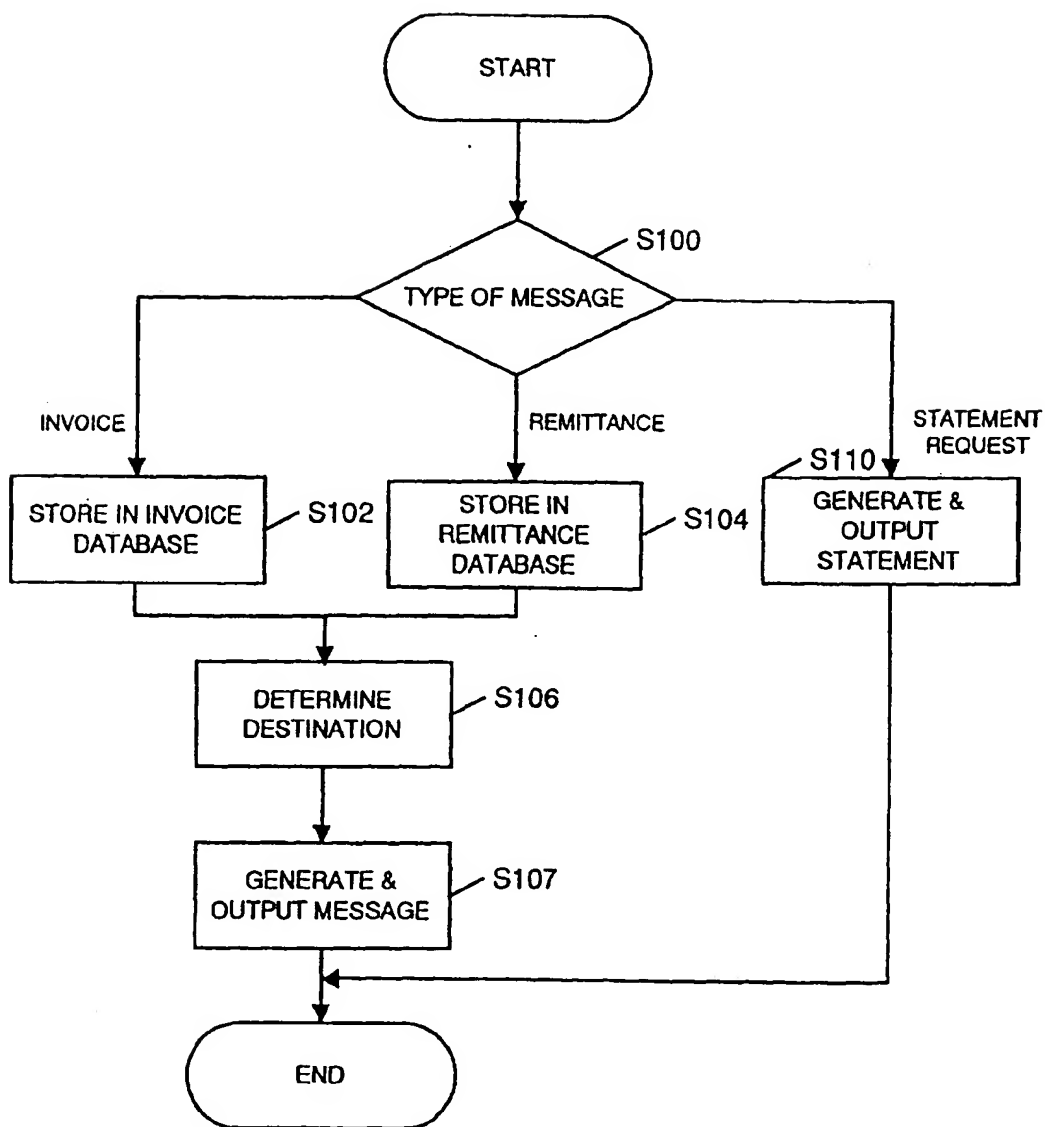 START
S100
TYPE OF MESSAGE
INVOICE
REMITTANCE
STATEMENT
REQUEST
STORE IN INVOICE
DATABASE
S102
STORE IN
REMITTANCE
DATABASE
S104
S110
GENERATE &
OUTPUT
STATEMENT
DETERMINE
DESTINATION
S106
GENERATE &
OUTPUT MESSAGE
S107
END